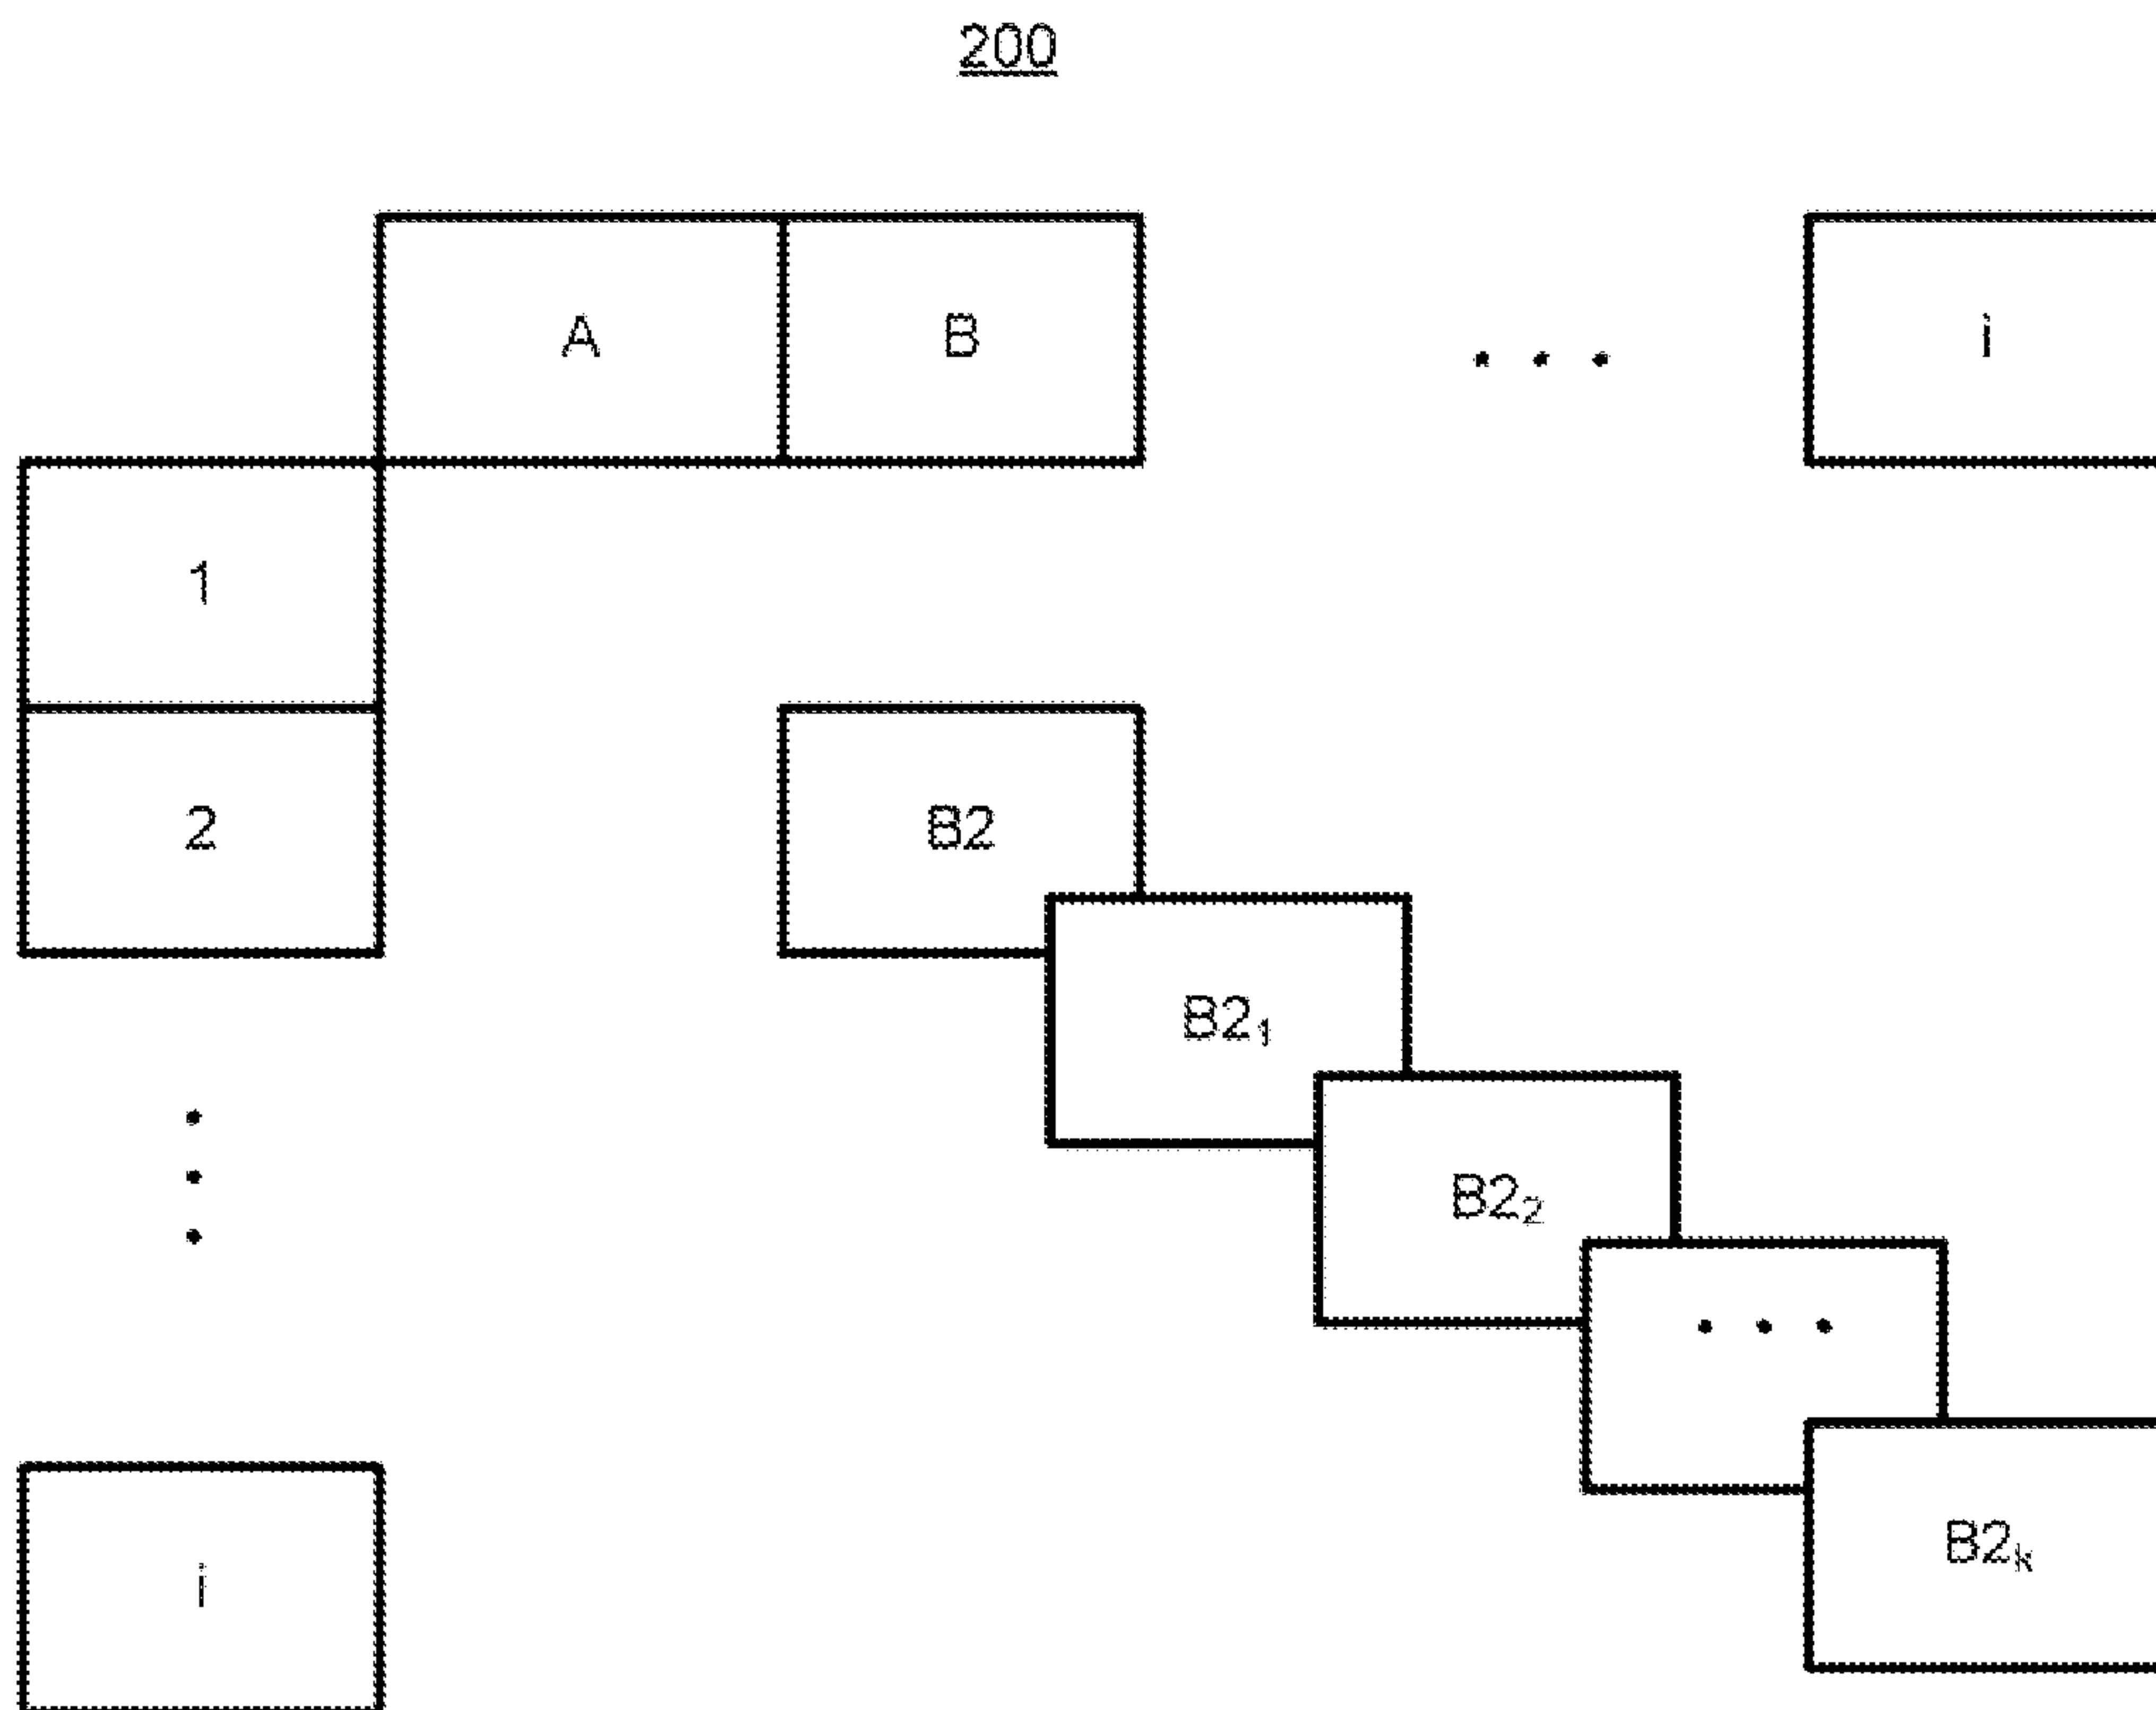 200
A B . . . i
1
2 B2
B2₁
B2₂
. . .
B2ₖ
i